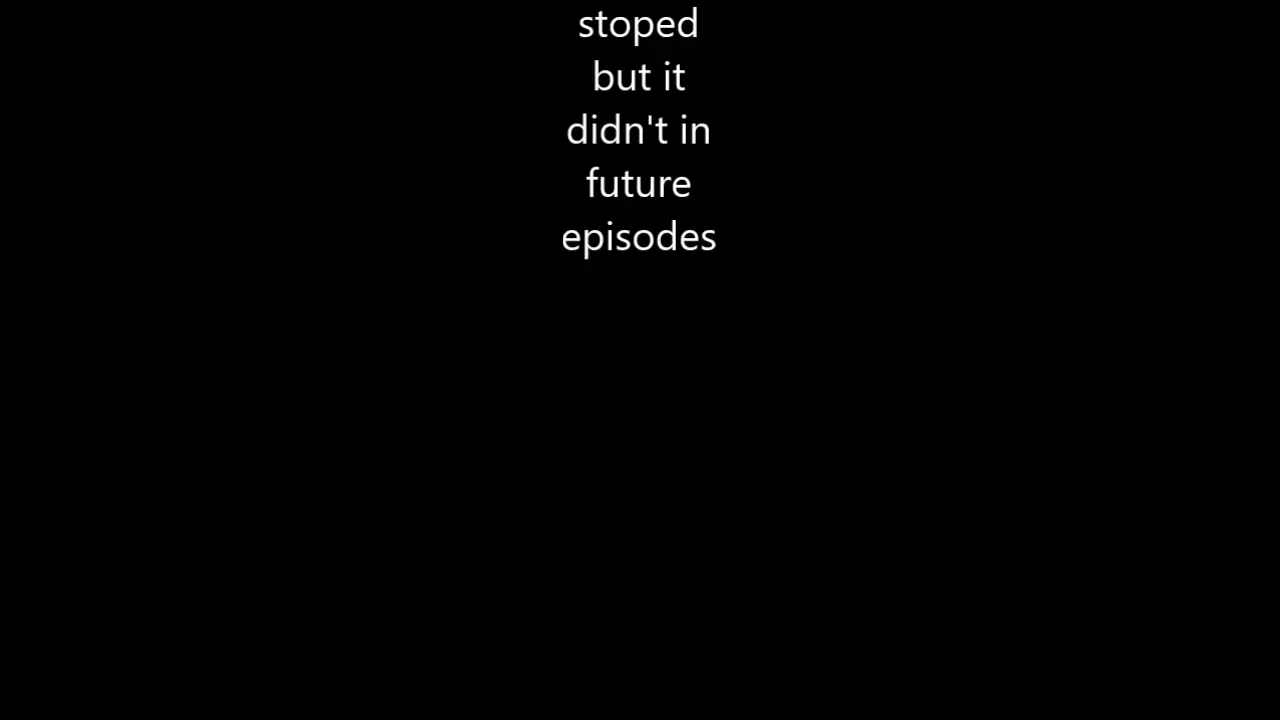 stoped
but it
didn't in
future
episodes